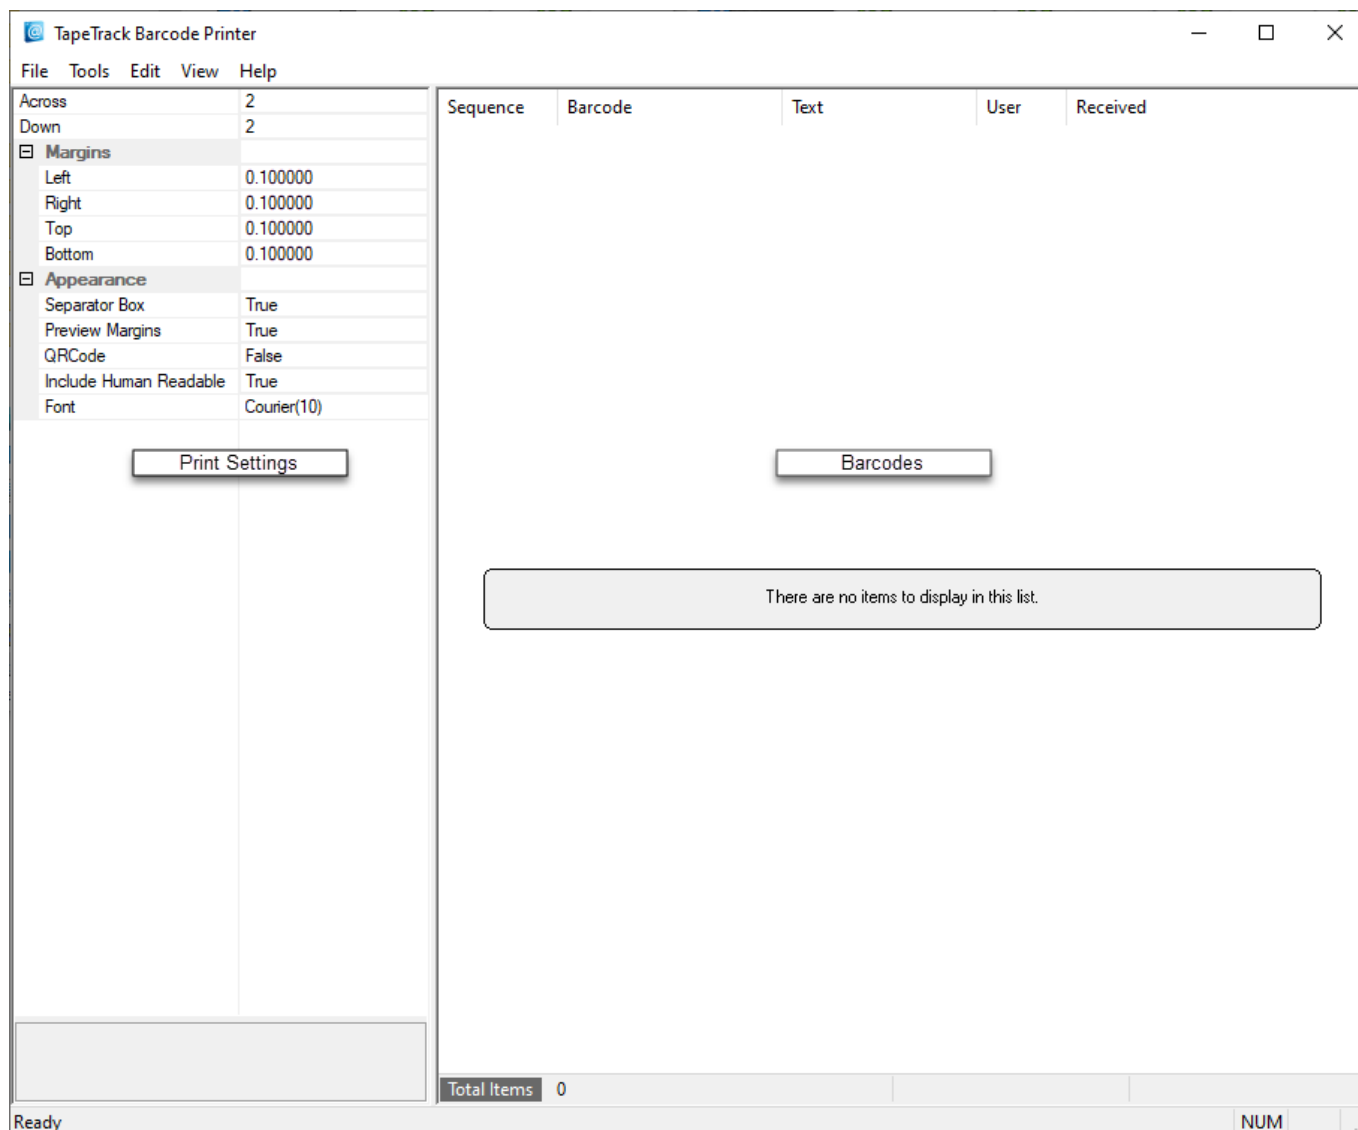 TapeTrack Barcode Printer
File Tools Edit View Help
Across 2
Down 2
Margins
Left 0.100000
Right 0.100000
Top 0.100000
Bottom 0.100000
Appearance
Separator Box True
Preview Margins True
QRCode False
Include Human Readable True
Font Courier(10)
Print Settings
Sequence Barcode Text User Received
Barcodes
There are no items to display in this list.
Total Items 0
Ready NUM